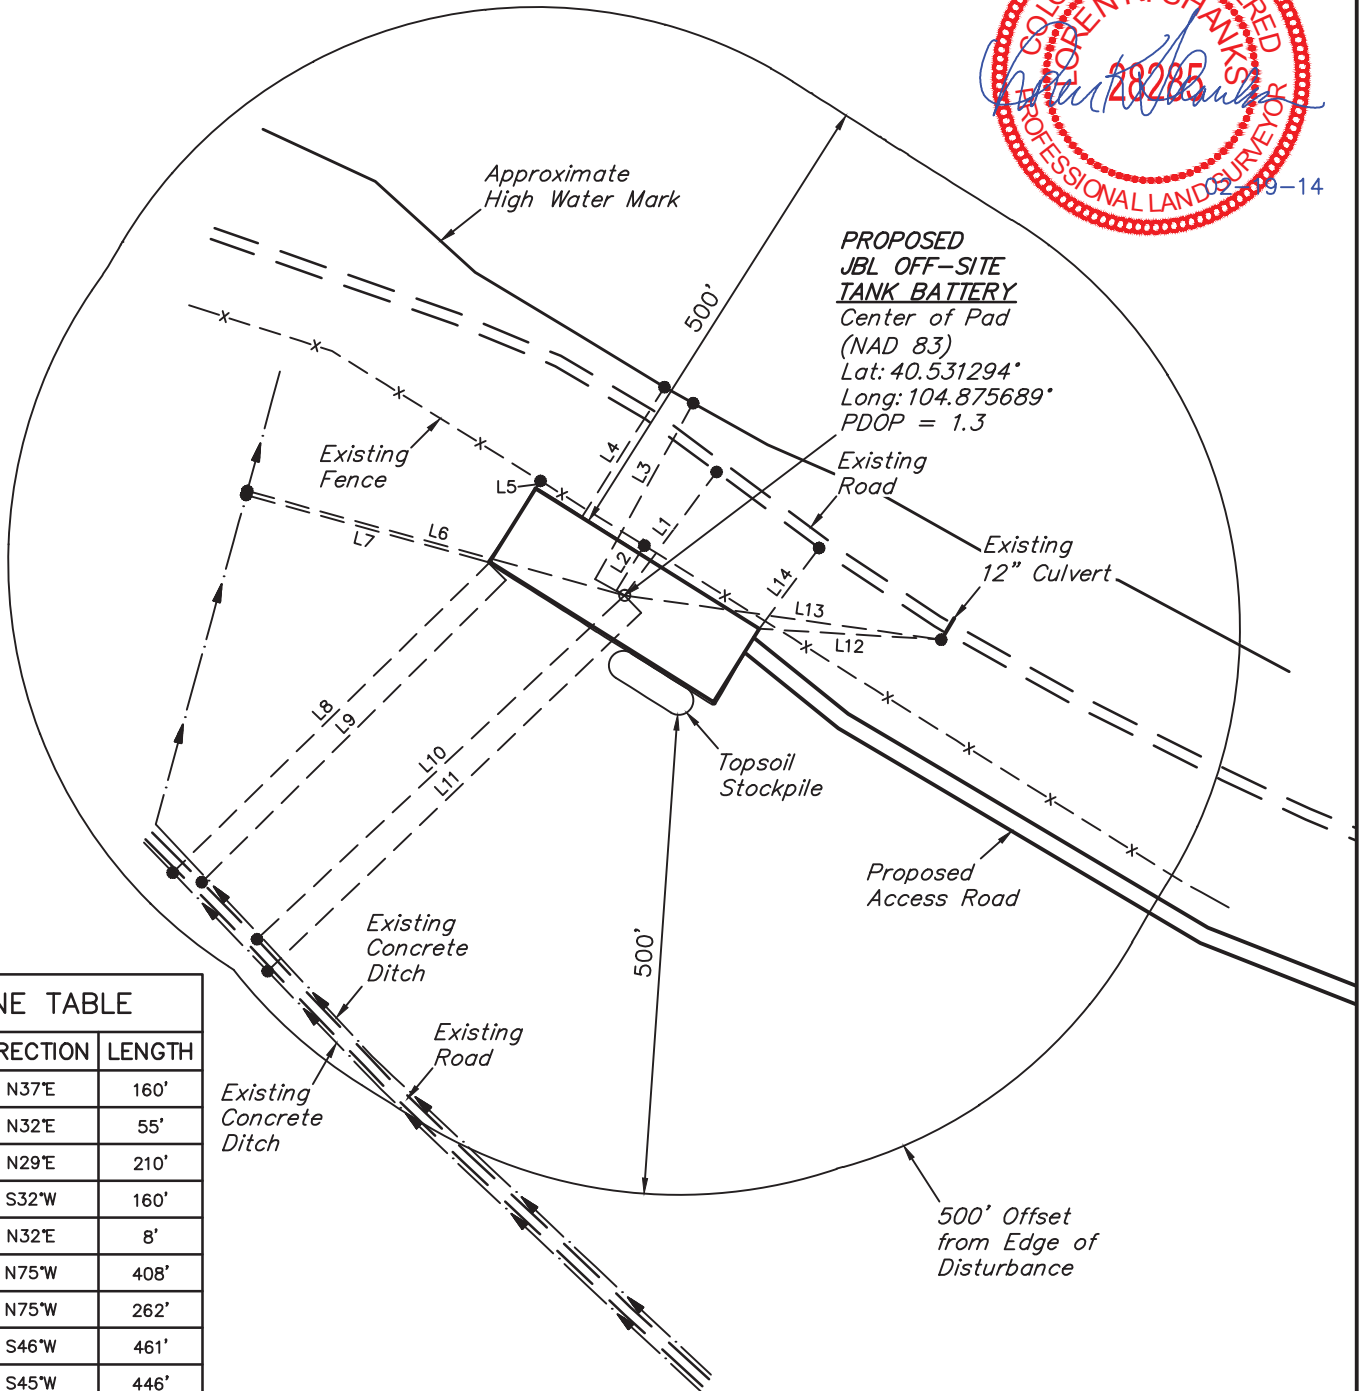 28285
PROFESSIONAL LAND SURVEYOR
02-19-14
Approximate
High Water Mark
500'
PROPOSED
JBL OFF-SITE
TANK BATTERY
Center of Pad
(NAD 83)
Lat: 40.531294°
Long: 104.875689°
PDOP = 1.3
Existing
Fence
L4
L3
L5
Existing
Road
L1
L2
L6
L7
L14
Existing
12" Culvert
L13
L12
L8
L9
L10
L11
Topsoil
Stockpile
Proposed
Access Road
Existing
Concrete
Ditch
500'
Existing
Road
Existing
Concrete
Ditch
500' Offset
from Edge of
Disturbance
NE TABLE
RECTION LENGTH
N37°E 160'
N32°E 55'
N29°E 210'
S32°W 160'
N32°E 8'
N75°W 408'
N75°W 262'
S46°W 461'
S45°W 446'